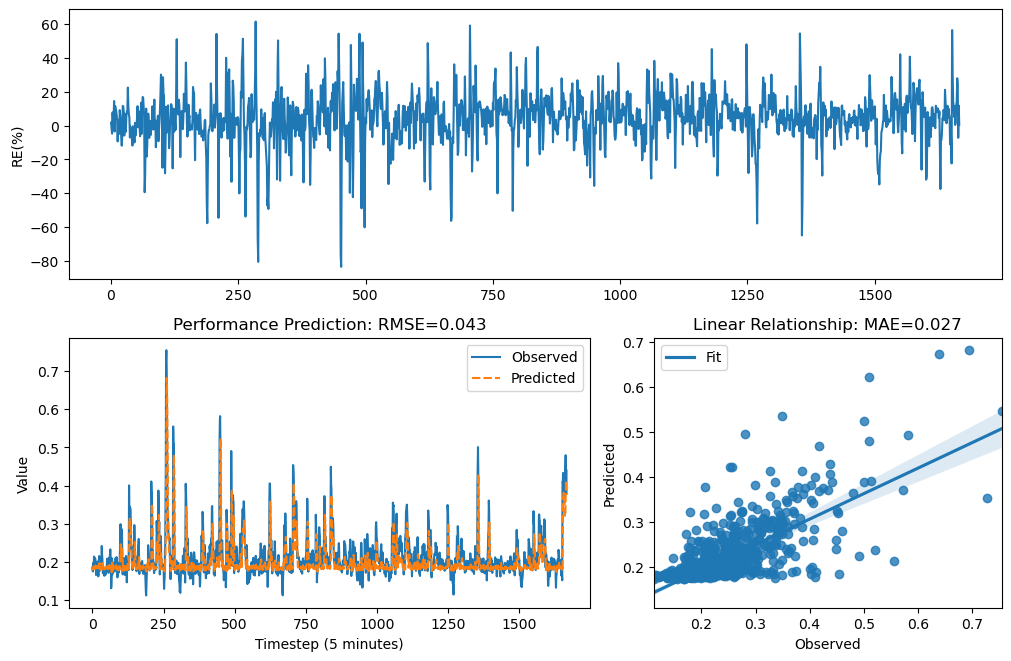 60
40
20
0
−20
−40
−60
−80
RE(%)
0 250 500 750 1000 1250 1500
Performance Prediction: RMSE=0.043
Observed
Predicted
0.7
0.6
0.5
0.4
0.3
0.2
0.1
Value
0 250 500 750 1000 1250 1500
Timestep (5 minutes)
Linear Relationship: MAE=0.027
Fit
0.7
0.6
0.5
0.4
0.3
0.2
Predicted
0.2 0.3 0.4 0.5 0.6 0.7
Observed